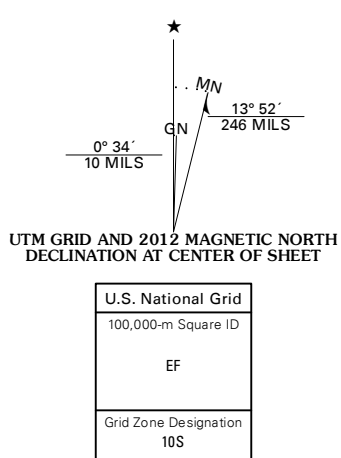 ★
MN
13° 52´
246 MILS
GN
0° 34´
10 MILS
UTM GRID AND 2012 MAGNETIC NORTH
DECLINATION AT CENTER OF SHEET
U.S. National Grid
100,000-m Square ID
EF
Grid Zone Designation
10S